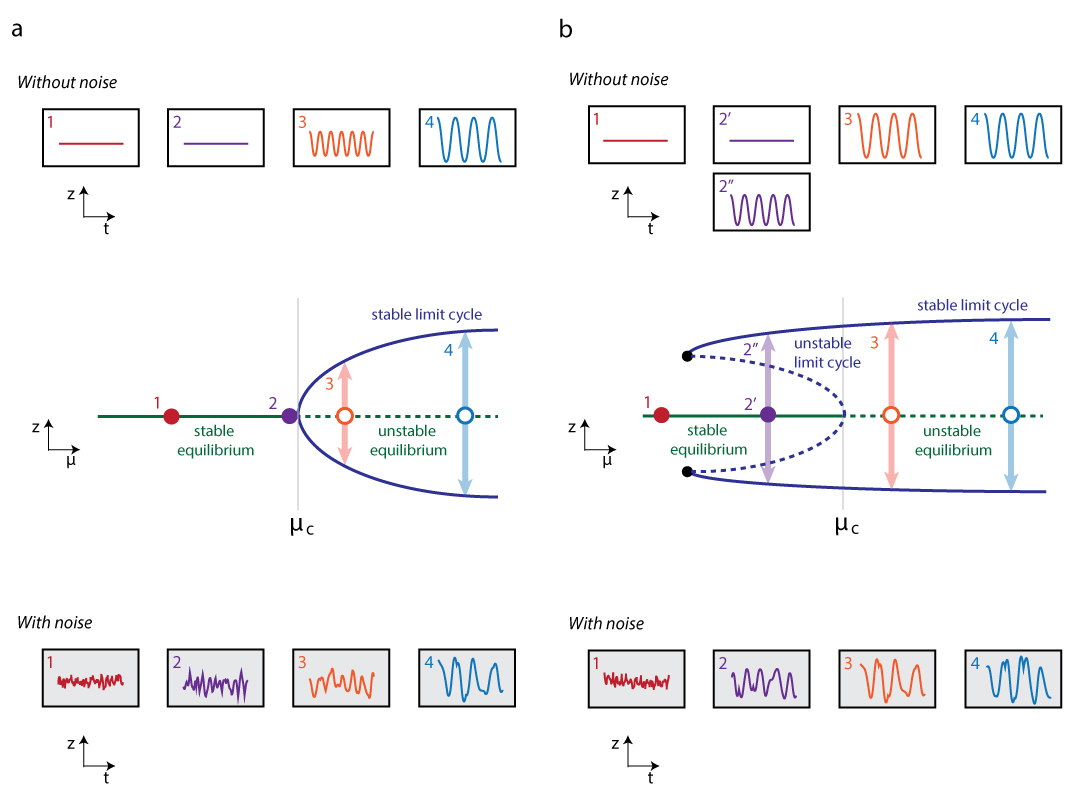 a
Without noise
1
2
3
4
z
t
stable limit cycle
4
3
1
2
stable
equilibrium
unstable
equilibrium
z
μ
μc
With noise
1
2
3
4
z
t
b
Without noise
1
2′
3
4
2″
z
t
stable limit cycle
unstable
limit cycle
2″
3
4
1
2′
stable
equilibrium
unstable
equilibrium
z
μ
μc
With noise
1
2
3
4
z
t